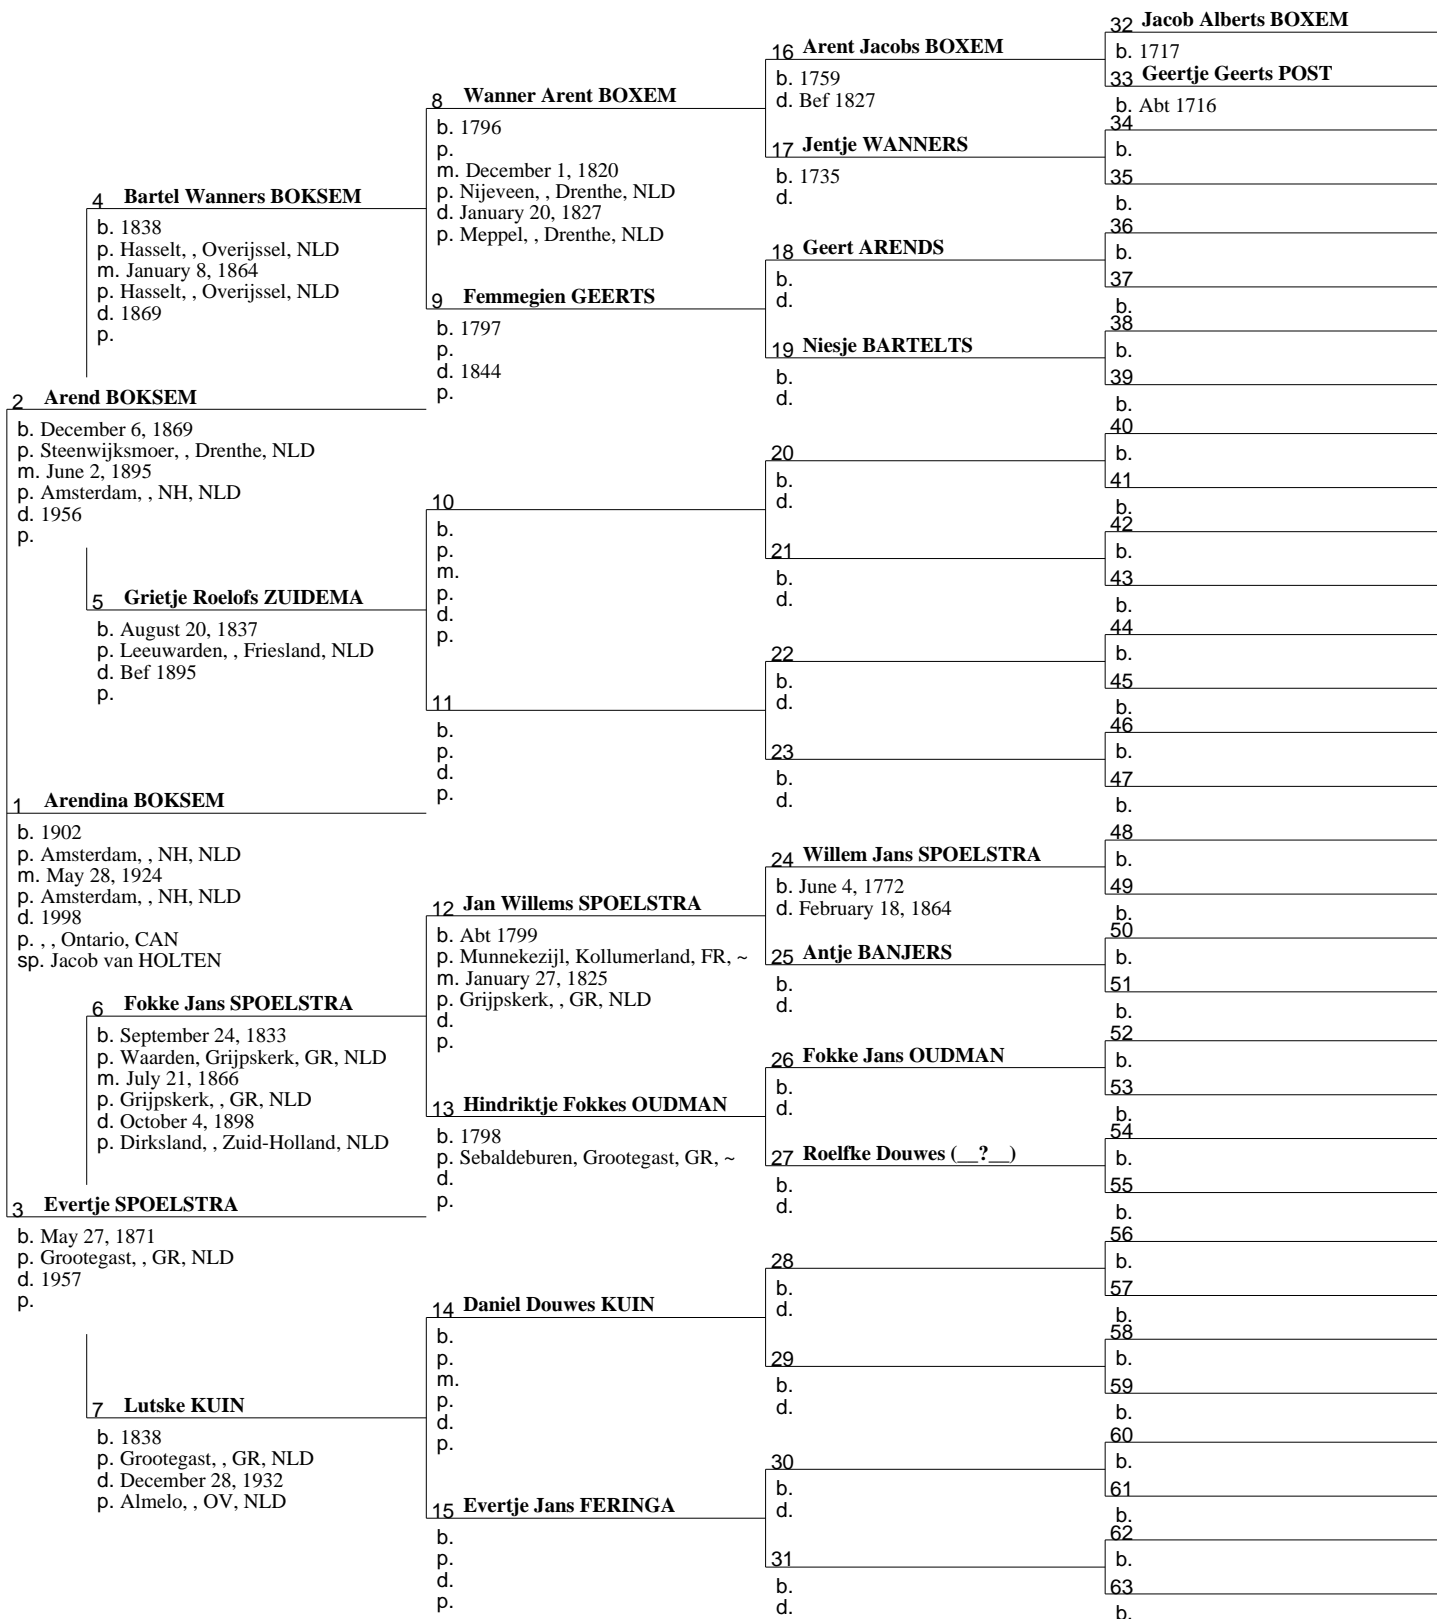 1 Arendina BOKSEM
b. 1902
p. Amsterdam, , NH, NLD
m. May 28, 1924
p. Amsterdam, , NH, NLD
d. 1998
p. , , Ontario, CAN
sp. Jacob van HOLTEN
2 Arend BOKSEM
b. December 6, 1869
p. Steenwijksmoer, , Drenthe, NLD
m. June 2, 1895
p. Amsterdam, , NH, NLD
d. 1956
p.
3 Evertje SPOELSTRA
b. May 27, 1871
p. Grootegast, , GR, NLD
d. 1957
p.
4 Bartel Wanners BOKSEM
b. 1838
p. Hasselt, , Overijssel, NLD
m. January 8, 1864
p. Hasselt, , Overijssel, NLD
d. 1869
p.
5 Grietje Roelofs ZUIDEMA
b. August 20, 1837
p. Leeuwarden, , Friesland, NLD
d. Bef 1895
p.
6 Fokke Jans SPOELSTRA
b. September 24, 1833
p. Waarden, Grijpskerk, GR, NLD
m. July 21, 1866
p. Grijpskerk, , GR, NLD
d. October 4, 1898
p. Dirksland, , Zuid-Holland, NLD
7 Lutske KUIN
b. 1838
p. Grootegast, , GR, NLD
d. December 28, 1932
p. Almelo, , OV, NLD
8 Wanner Arent BOXEM
b. 1796
p.
m. December 1, 1820
p. Nijeveen, , Drenthe, NLD
d. January 20, 1827
p. Meppel, , Drenthe, NLD
9 Femmegien GEERTS
b. 1797
p.
d. 1844
p.
10
b.
p.
m.
p.
d.
p.
11
b.
p.
d.
p.
12 Jan Willems SPOELSTRA
b. Abt 1799
p. Munnekezijl, Kollumerland, FR, ~
m. January 27, 1825
p. Grijpskerk, , GR, NLD
d.
p.
13 Hindriktje Fokkes OUDMAN
b. 1798
p. Sebaldeburen, Grootegast, GR, ~
d.
p.
14 Daniel Douwes KUIN
b.
p.
m.
p.
d.
p.
15 Evertje Jans FERINGA
b.
p.
d.
p.
16 Arent Jacobs BOXEM
b. 1759
d. Bef 1827
17 Jentje WANNERS
b. 1735
d.
18 Geert ARENDS
b.
d.
19 Niesje BARTELTS
b.
d.
20
b.
d.
21
b.
d.
22
b.
d.
23
b.
d.
24 Willem Jans SPOELSTRA
b. June 4, 1772
d. February 18, 1864
25 Antje BANJERS
b.
d.
26 Fokke Jans OUDMAN
b.
d.
27 Roelfke Douwes (__?__)
b.
d.
28
b.
d.
29
b.
d.
30
b.
d.
31
b.
d.
32 Jacob Alberts BOXEM
b. 1717
33 Geertje Geerts POST
b. Abt 1716
34
b.
35
b.
36
b.
37
b.
38
b.
39
b.
40
b.
41
b.
42
b.
43
b.
44
b.
45
b.
46
b.
47
b.
48
b.
49
b.
50
b.
51
b.
52
b.
53
b.
54
b.
55
b.
56
b.
57
b.
58
b.
59
b.
60
b.
61
b.
62
b.
63
b.